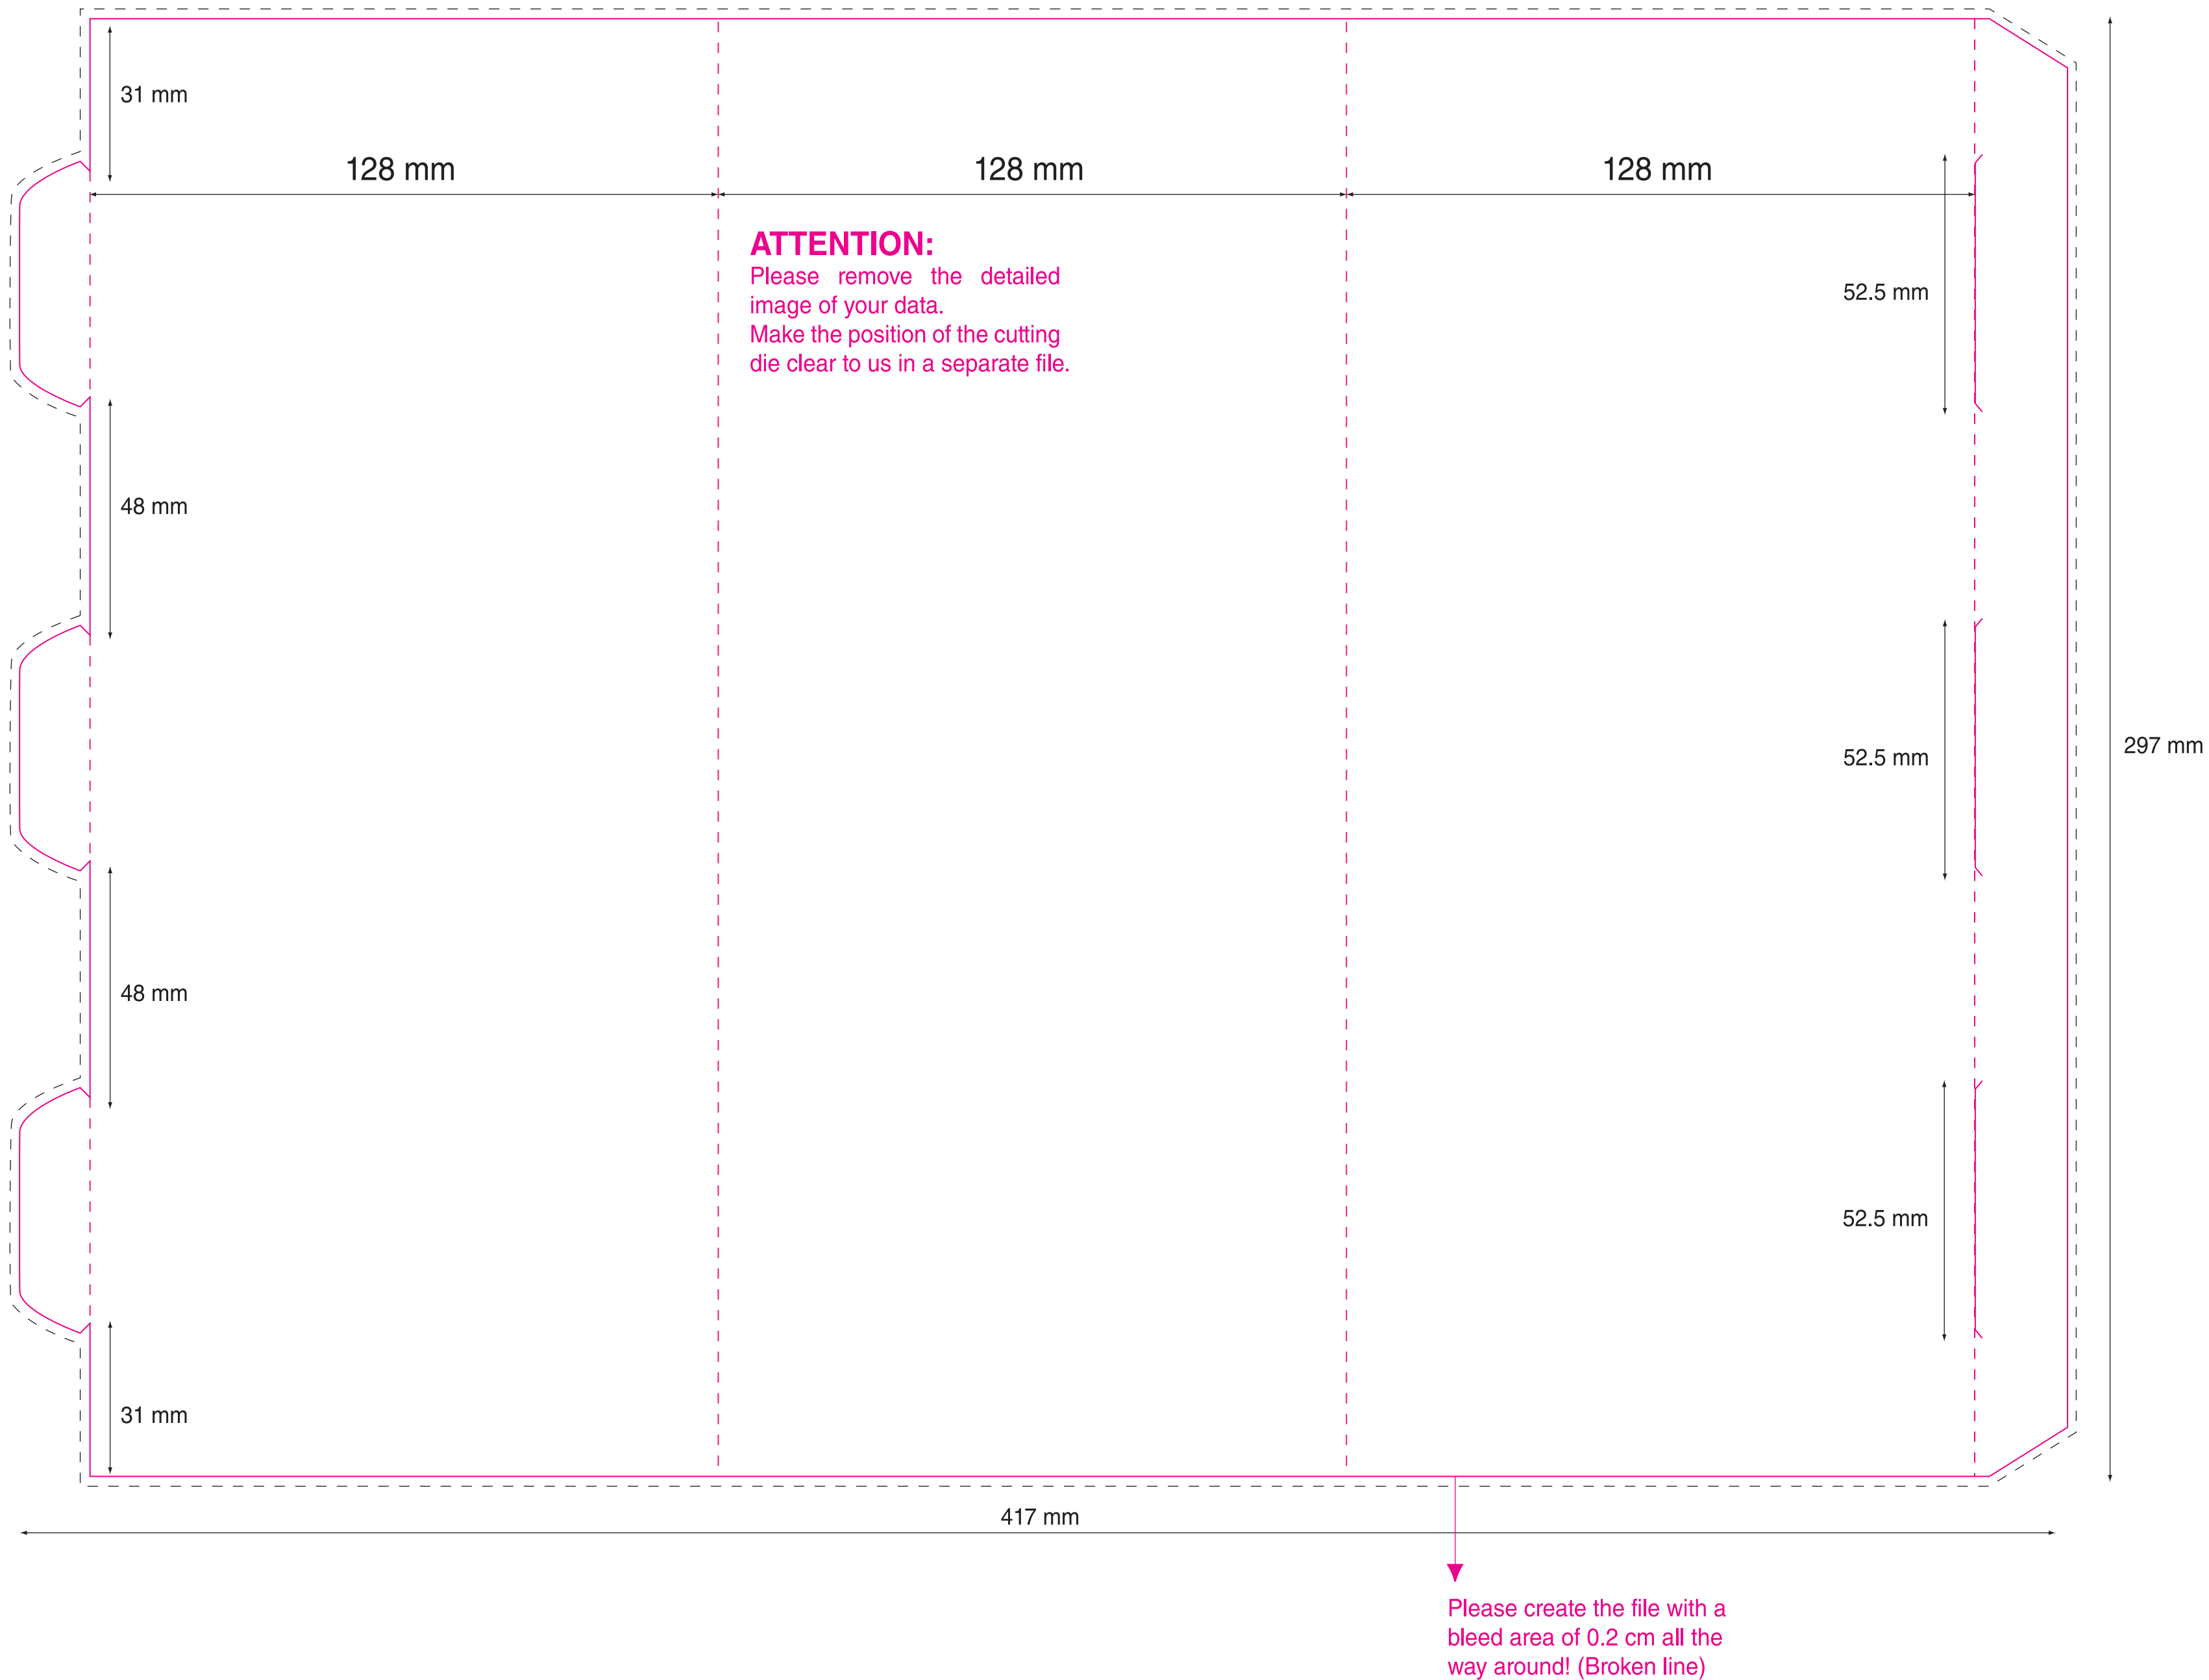 31 mm
128 mm
128 mm
128 mm
ATTENTION:
Please remove the detailed
image of your data.
Make the position of the cutting
die clear to us in a separate file.
52.5 mm
48 mm
297 mm
52.5 mm
48 mm
52.5 mm
31 mm
417 mm
Please create the file with a
bleed area of 0.2 cm all the
way around! (Broken line)